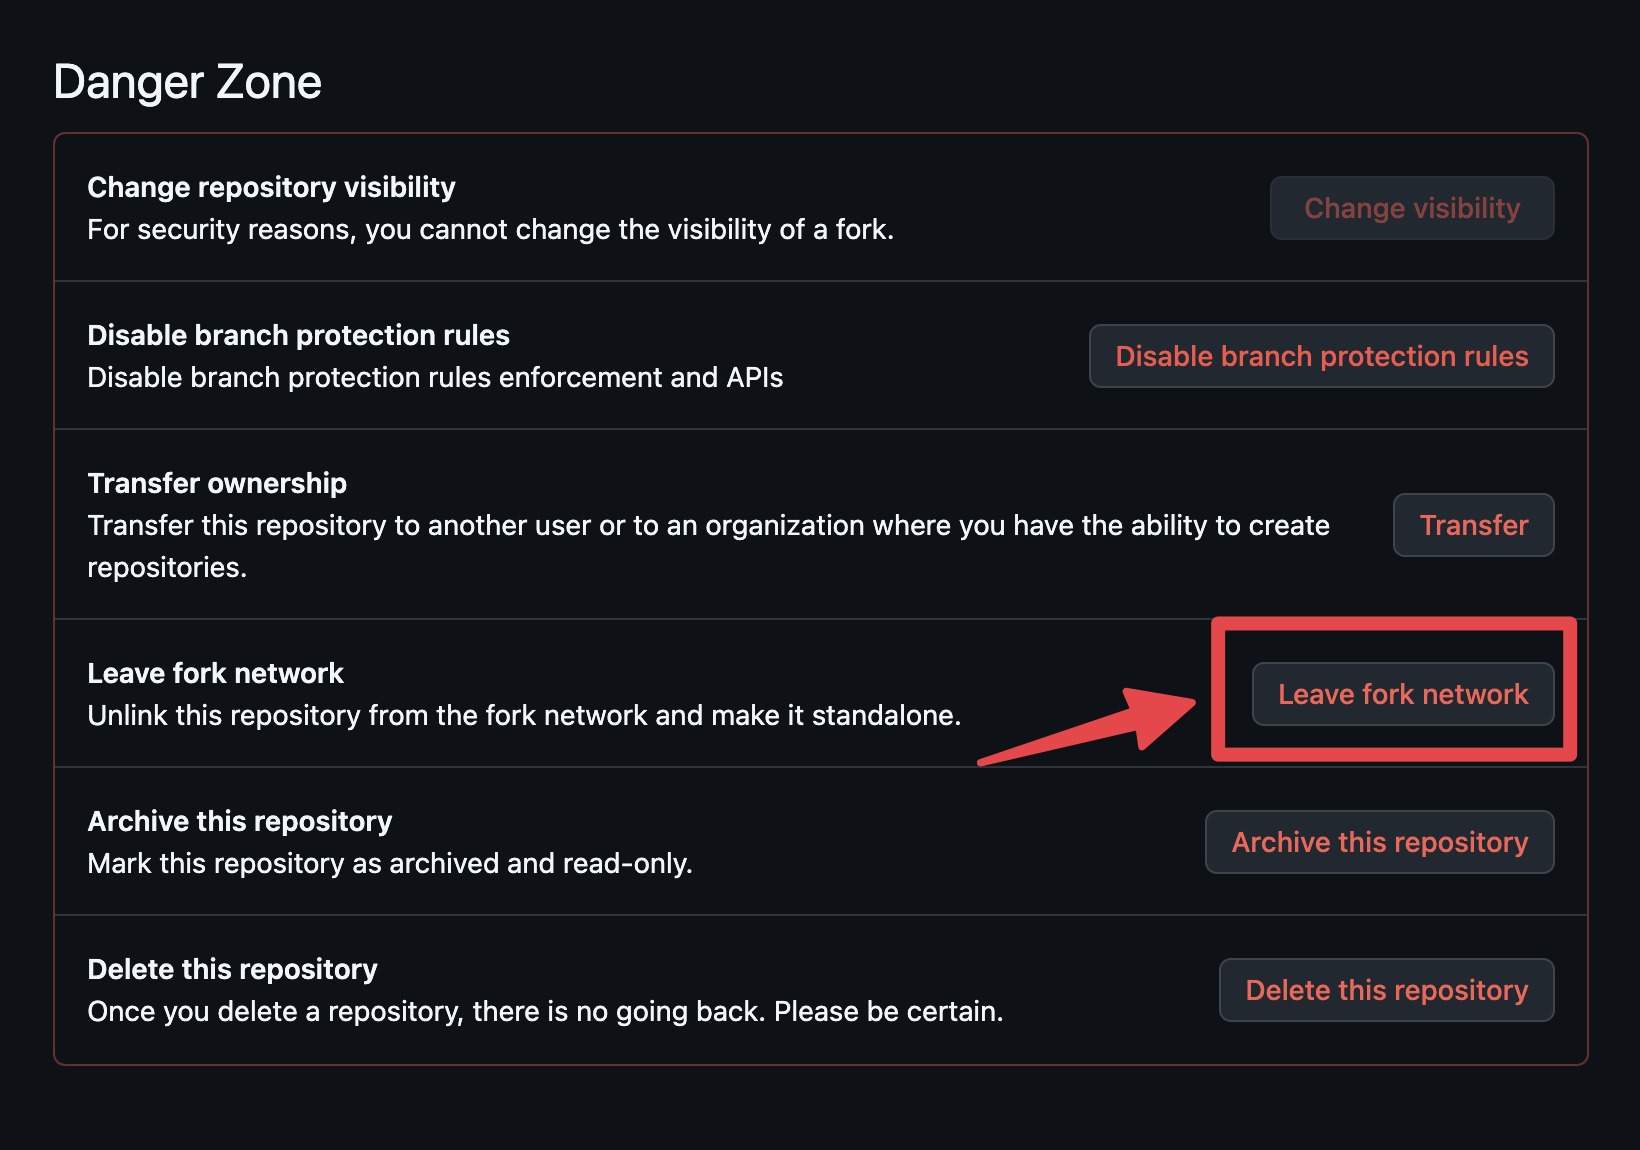 Danger Zone
Change repository visibility
For security reasons, you cannot change the visibility of a fork.
Change visibility
Disable branch protection rules
Disable branch protection rules enforcement and APIs
Disable branch protection rules
Transfer ownership
Transfer this repository to another user or to an organization where you have the ability to create
repositories.
Transfer
Leave fork network
Unlink this repository from the fork network and make it standalone.
Leave fork network
Archive this repository
Mark this repository as archived and read-only.
Archive this repository
Delete this repository
Once you delete a repository, there is no going back. Please be certain.
Delete this repository